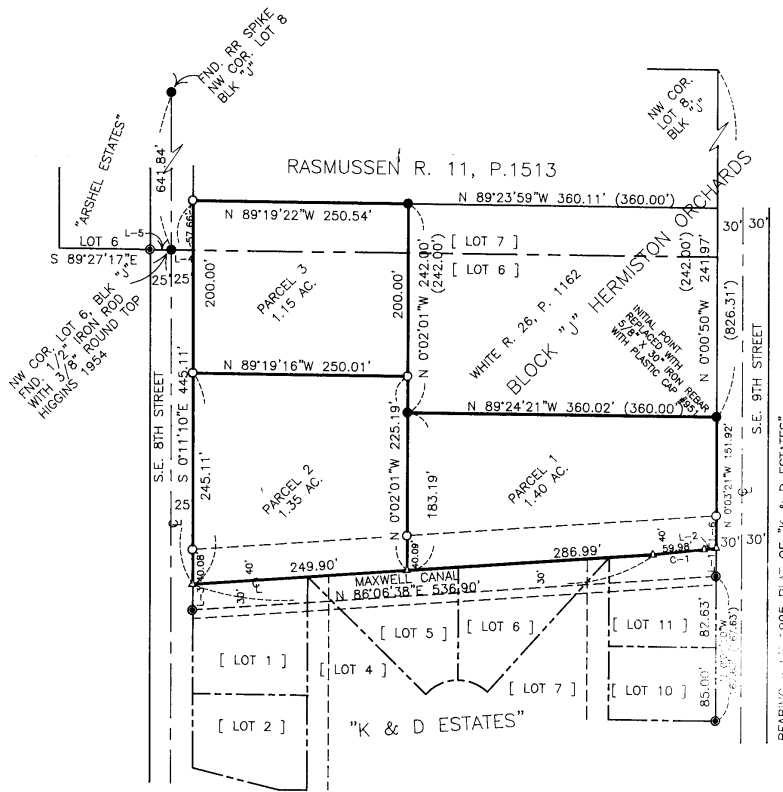 FND. RR SPIKE
NW COR. LOT 8
BLK "J"
NW COR.
LOT 8,
BLK "J"
"ARSHEL ESTATES"
641.84'
RASMUSSEN R. 11, P.1513
N 89°23'59"W 360.11' (360.00')
N 89°19'22"W 250.54'
57.66'
LOT 6
L-5
L-4
S 89°27'17"E
25'
25'
[ LOT 7 ]
[ LOT 6 ]
30'
30'
NW COR. LOT 6, BLK "J"
FND. 1/2" IRON ROD
WITH 3/8" ROUND TOP
HIGGINS 1954
200.00'
PARCEL 3
1.15 AC.
200.00'
N 0°02'01"W 242.00'
(242.00')
WHITE R. 26, P. 1162
BLOCK "J" HERMISTON ORCHARDS
(242.00')
N 0°00'50"W 241.97'
(826.31')
INITIAL POINT
REPLACED WITH
5/8" X 30" IRON REBAR
WITH PLASTIC CAP
#951
N 89°19'16"W 250.01'
N 89°24'21"W 360.02' (360.00')
S.E. 8TH STREET
S 0°11'10"E 445.11'
S.E. 9TH STREET
245.11'
25
PARCEL 2
1.35 AC.
N 0°02'01"W 225.19'
183.19'
PARCEL 1
1.40 AC.
N 0°03'21"W 151.92'
L-6
L-2
40'
59.98'
C-1
L-1
30'
30'
40.08'
L-3
30'
40'
249.90'
40.09'
286.99'
MAXWELL CANAL
N 86°06'38"E 536.90'
30'
[ LOT 1 ]
[ LOT 4 ]
[ LOT 5 ]
[ LOT 6 ]
[ LOT 11 ]
82.63'
[ LOT 2 ]
[ LOT 7 ]
[ LOT 10 ]
85.00'
"K & D ESTATES"
1995 PLAT OF "K & D ESTATES"